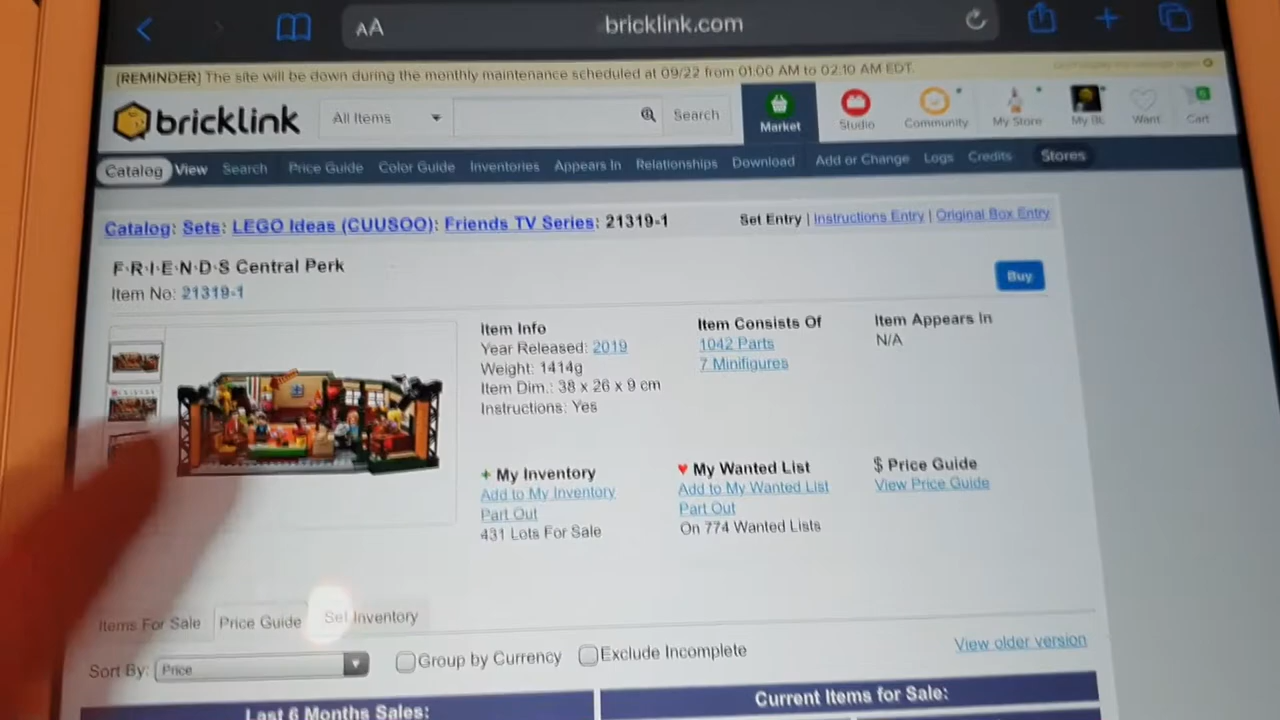 AA bricklink.com
[REMINDER] The site will be down during the monthly maintenance scheduled at 09/22 from 01:00 AM to 02:10 AM EDT.
bricklink All Items Search Market Studio Community My Store My BL Want Cart
Catalog View Search Price Guide Color Guide Inventories Appears In Relationships Download Add or Change Logs Credits Stores
Catalog: Sets: LEGO Ideas (CUUSOO): Friends TV Series: 21319-1 Set Entry | Instructions Entry | Original Box Entry
F·R·I·E·N·D·S Central Perk
Buy
Item No: 21319-1
Item Info
Year Released: 2019
Weight: 1414g
Item Dim.: 38 x 26 x 9 cm
Instructions: Yes
Item Consists Of
1042 Parts
7 Minifigures
Item Appears In
N/A
+ My Inventory
Add to My Inventory
Part Out
431 Lots For Sale
♥ My Wanted List
Add to My Wanted List
Part Out
On 774 Wanted Lists
$ Price Guide
View Price Guide
Items For Sale Price Guide Set Inventory
Sort By: Price Group by Currency Exclude Incomplete View older version
Last 6 Months Sales: Current Items for Sale: